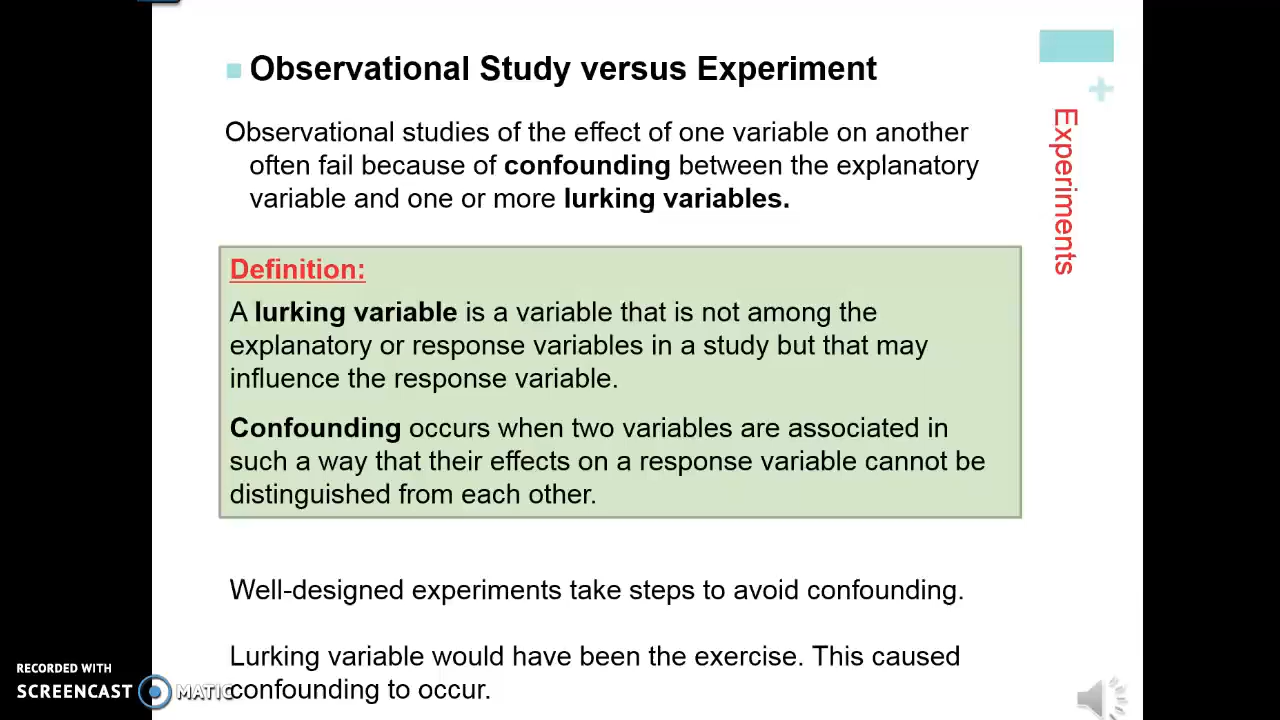 Observational Study versus Experiment
Observational studies of the effect of one variable on another
often fail because of confounding between the explanatory
variable and one or more lurking variables.
Definition:
A lurking variable is a variable that is not among the
explanatory or response variables in a study but that may
influence the response variable.
Confounding occurs when two variables are associated in
such a way that their effects on a response variable cannot be
distinguished from each other.
Well-designed experiments take steps to avoid confounding.
Lurking variable would have been the exercise. This caused
confounding to occur.
+
Experiments
RECORDED WITH
SCREENCAST MATIC